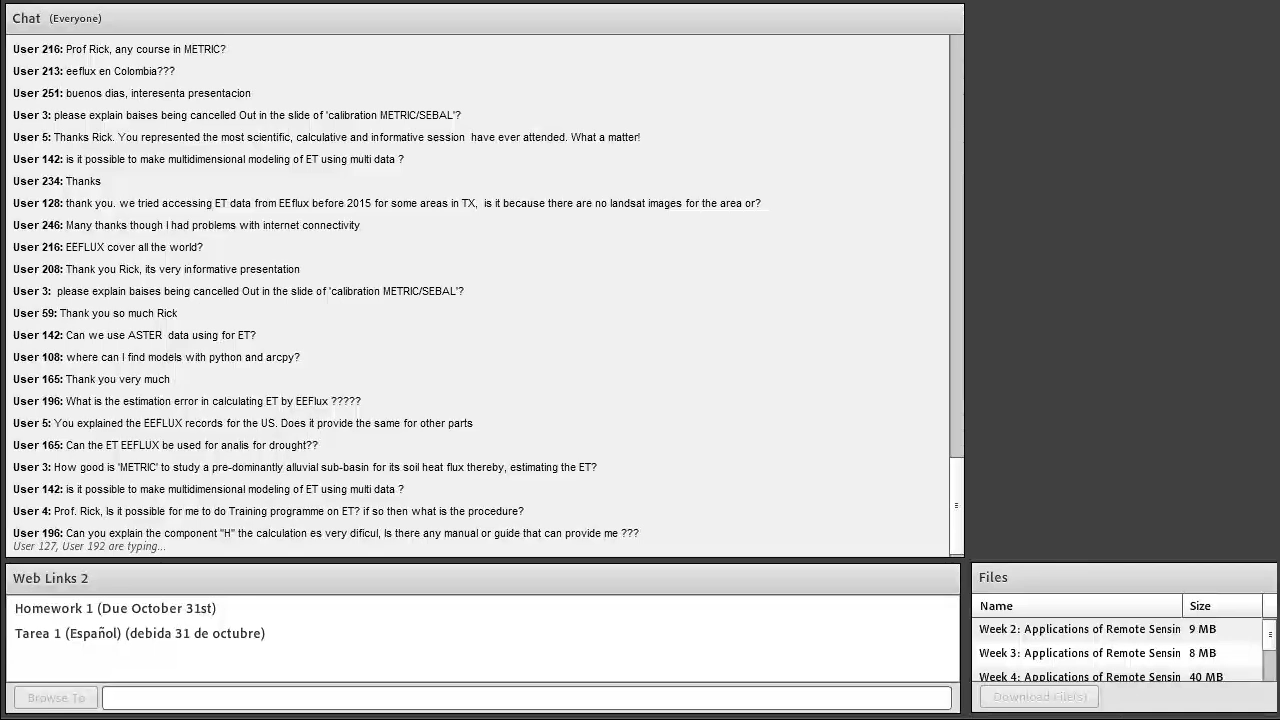 Chat (Everyone)
User 216: Prof Rick, any course in METRIC?
User 213: eeflux en Colombia???
User 251: buenos dias, interesenta presentacion
User 3: please explain baises being cancelled Out in the slide of 'calibration METRIC/SEBAL'?
User 5: Thanks Rick. You represented the most scientific, calculative and informative session  have ever attended. What a matter!
User 142: is it possible to make multidimensional modeling of ET using multi data ?
User 234: Thanks
User 128: thank you. we tried accessing ET data from EEflux before 2015 for some areas in TX,  is it because there are no landsat images for the area or?
User 246: Many thanks though I had problems with internet connectivity
User 216: EEFLUX cover all the world?
User 208: Thank you Rick, its very informative presentation
User 3:  please explain baises being cancelled Out in the slide of 'calibration METRIC/SEBAL'?
User 59: Thank you so much Rick
User 142: Can we use ASTER  data using for ET?
User 108: where can I find models with python and arcpy?
User 165: Thank you very much
User 196: What is the estimation error in calculating ET by EEFlux ?????
User 5: You explained the EEFLUX records for the US. Does it provide the same for other parts
User 165: Can the ET EEFLUX be used for analis for drought??
User 3: How good is 'METRIC' to study a pre-dominantly alluvial sub-basin for its soil heat flux thereby, estimating the ET?
User 142: is it possible to make multidimensional modeling of ET using multi data ?
User 4: Prof. Rick, Is it possible for me to do Training programme on ET? if so then what is the procedure?
User 196: Can you explain the component "H" the calculation es very dificul, Is there any manual or guide that can provide me ???
User 127, User 192 are typing...
Web Links 2
Homework 1 (Due October 31st)
Tarea 1 (Español) (debida 31 de octubre)
Browse To
Files
Name Size
Week 2: Applications of Remote Sensin 9 MB
Week 3: Applications of Remote Sensin 8 MB
Week 4: Applications of Remote Sensin 40 MB
Download File(s)